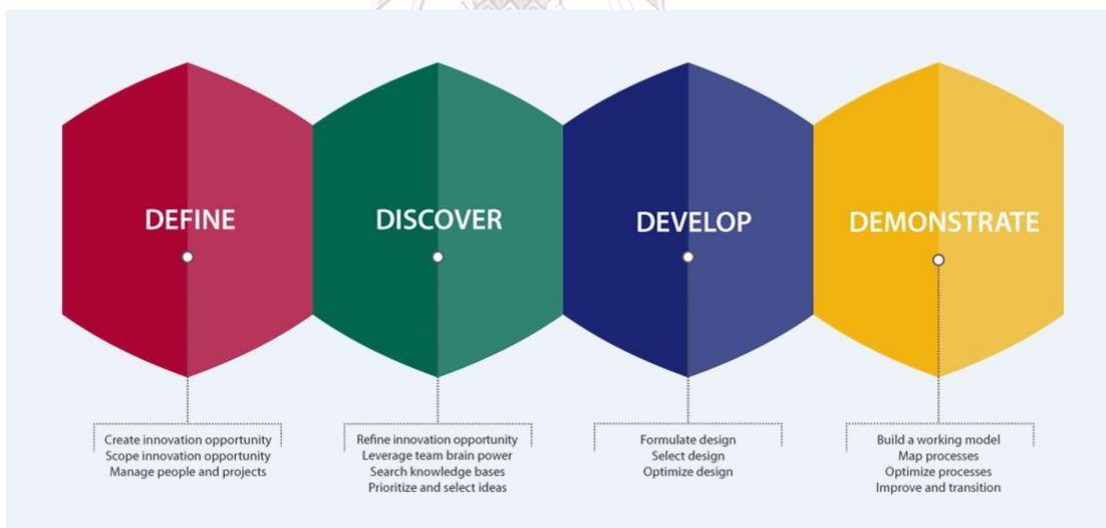 DEFINE
Create innovation opportunity
Scope innovation opportunity
Manage people and projects
DISCOVER
Refine innovation opportunity
Leverage team brain power
Search knowledge bases
Prioritize and select ideas
DEVELOP
Formulate design
Select design
Optimize design
DEMONSTRATE
Build a working model
Map processes
Optimize processes
Improve and transition